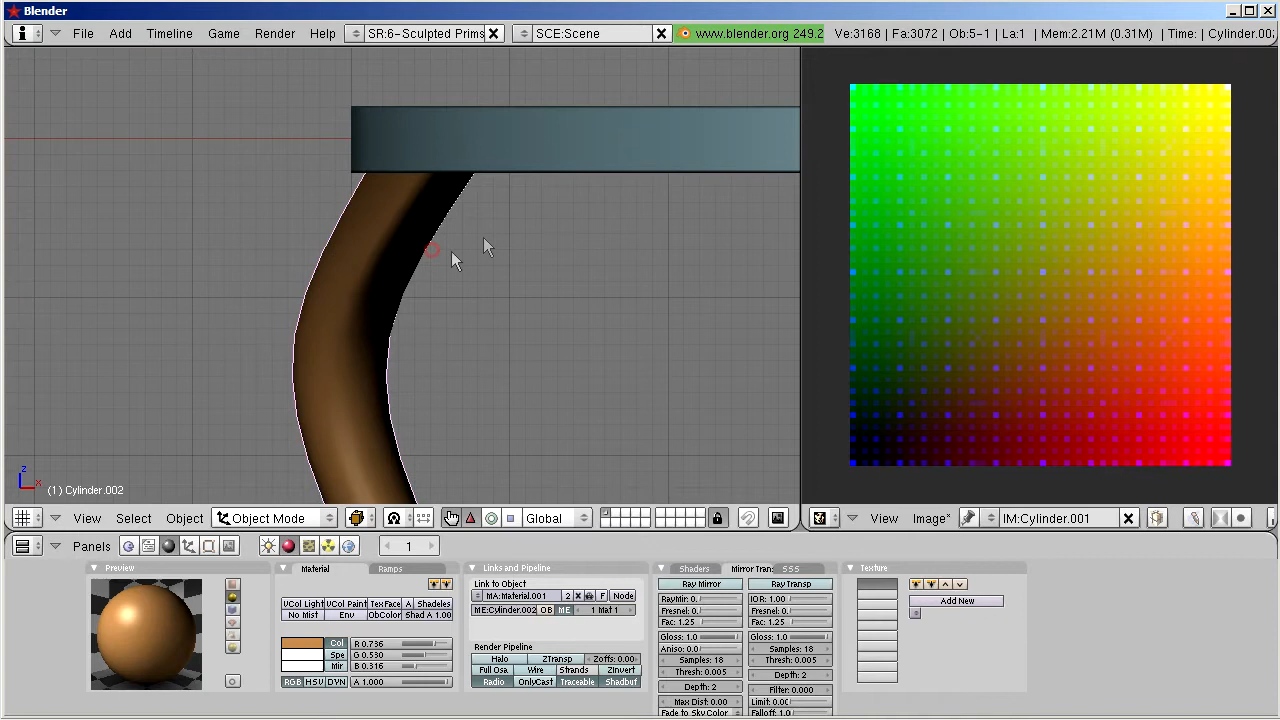 Blender
File Add Timeline Game Render Help SR:6-Sculpted Prims SCE:Scene www.blender.org 249.2 Ve:3168 | Fa:3072 | Ob:5-1 | La:1 | Mem:2.21M (0.31M) | Time: | Cylinder.00
z
x
(1) Cylinder.002
View Select Object Object Mode Global View Image* IM:Cylinder.001
Panels 1
Preview Material Ramps Links and Pipeline Shaders Mirror Tran SSS Texture
Link to Object Ray Mirror Ray Transp
MA:Material.001 2 F Node RayMir 0. IOR: 1.00 Add New
VCol Light VCol Paint TexFace A Shadeles ME:Cylinder.002 OB ME 1 Mat 1 Fresnel: 0. Fresnel: 0.
No Mist Env ObColor Shad A 1.00 Fac: 1.25 Fac: 1.25
Gloss: 1.0 Gloss: 1.0
Col R 0.736 Render Pipeline Aniso: 0. Samples: 18
Spe G 0.530 Halo ZTransp Zoffs: 0.00 Samples: 18 Thresh: 0.005
Mir B 0.316 Full Osa Wire Strands ZInvert Thresh: 0.005 Depth: 2
RGB HSV DYN A 1.000 Radio OnlyCast Traceable Shadbuf Depth: 2 Filter: 0.000
Max Dist: 0.00 Limit: 0.00
Fade to Sky Color Falloff: 1.0